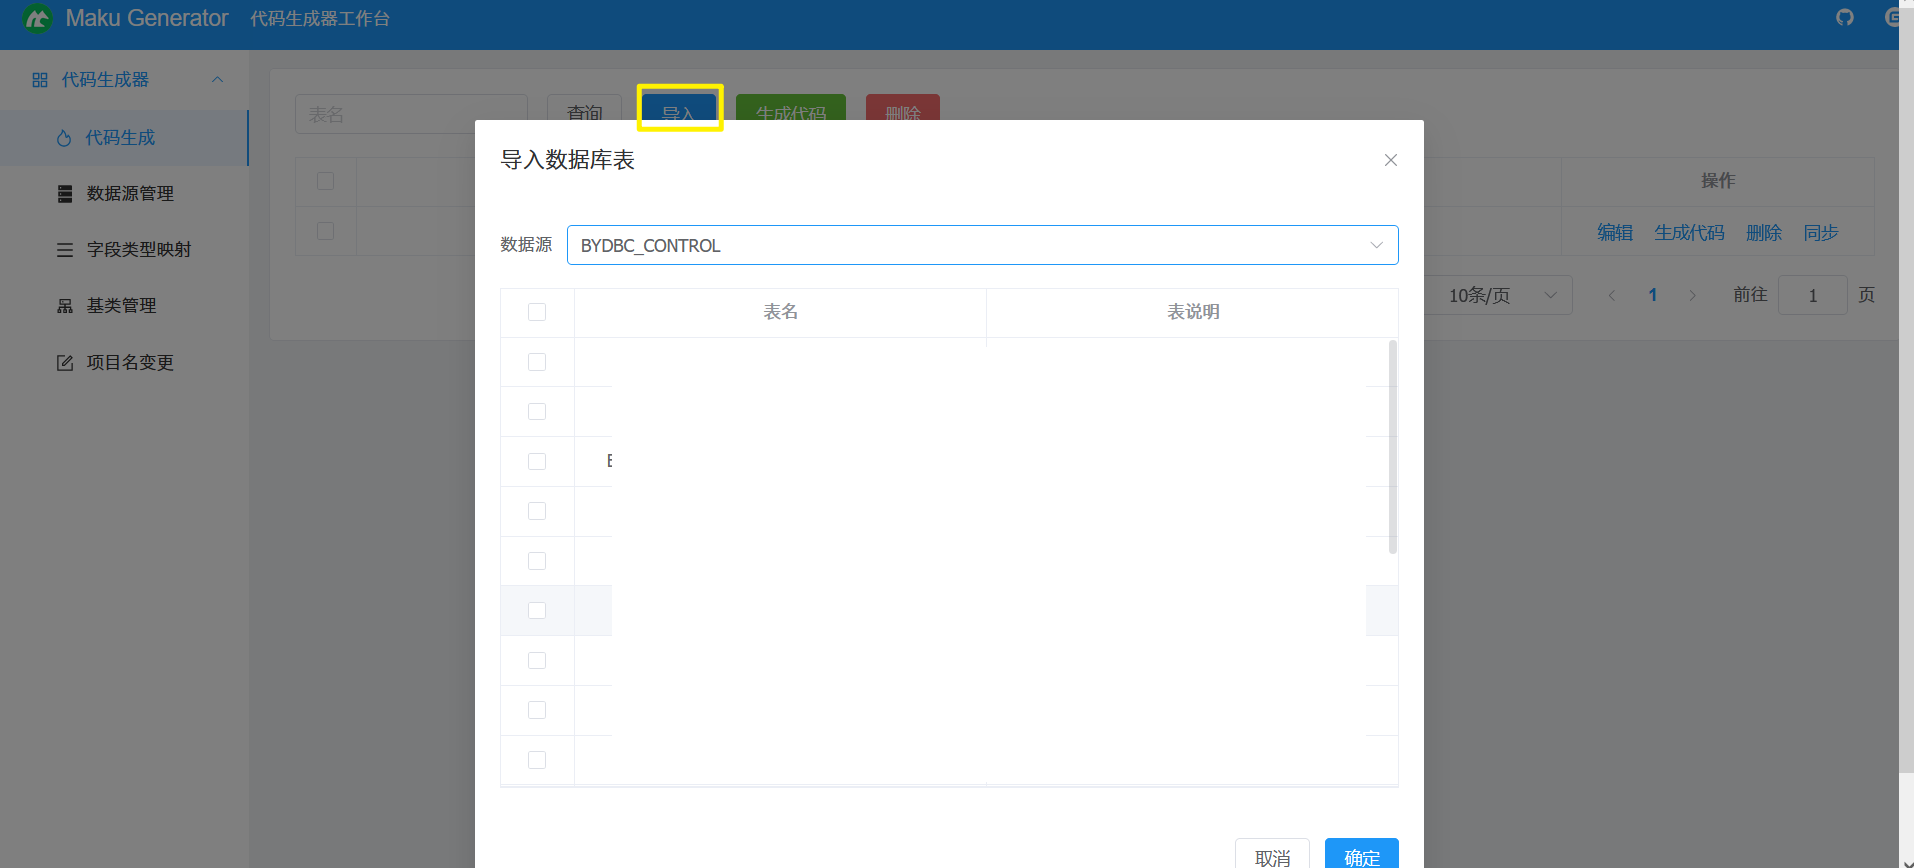 Maku Generator 代码生成器工作台
代码生成器
代码生成
数据源管理
字段类型映射
基类管理
项目名变更
表名 查询 导入 生成代码 删除
操作
编辑 生成代码 删除 同步
10条/页 1 前往 1 页
导入数据库表
数据源 BYDBC_CONTROL
表名 表说明
取消 确定